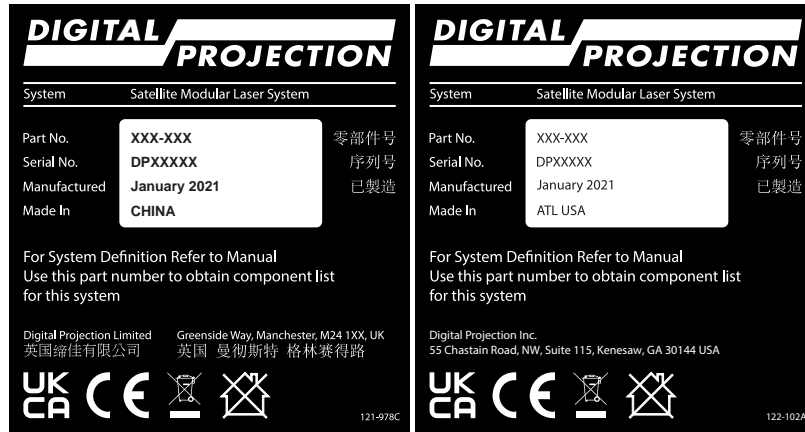 DIGITAL
PROJECTION
System Satellite Modular Laser System
Part No. XXX-XXX 零部件号
Serial No. DPXXXXX 序列号
Manufactured January 2021 已製造
Made In CHINA
For System Definition Refer to Manual
Use this part number to obtain component list
for this system
Digital Projection Limited Greenside Way, Manchester, M24 1XX, UK
英国缔佳有限公司 英国 曼彻斯特 格林赛得路
UK
CA CE
121-978C
DIGITAL
PROJECTION
System Satellite Modular Laser System
Part No. XXX-XXX 零部件号
Serial No. DPXXXXX 序列号
Manufactured January 2021 已製造
Made In ATL USA
For System Definition Refer to Manual
Use this part number to obtain component list
for this system
Digital Projection Inc.
55 Chastain Road, NW, Suite 115, Kenesaw, GA 30144 USA
UK
CA CE
122-102A